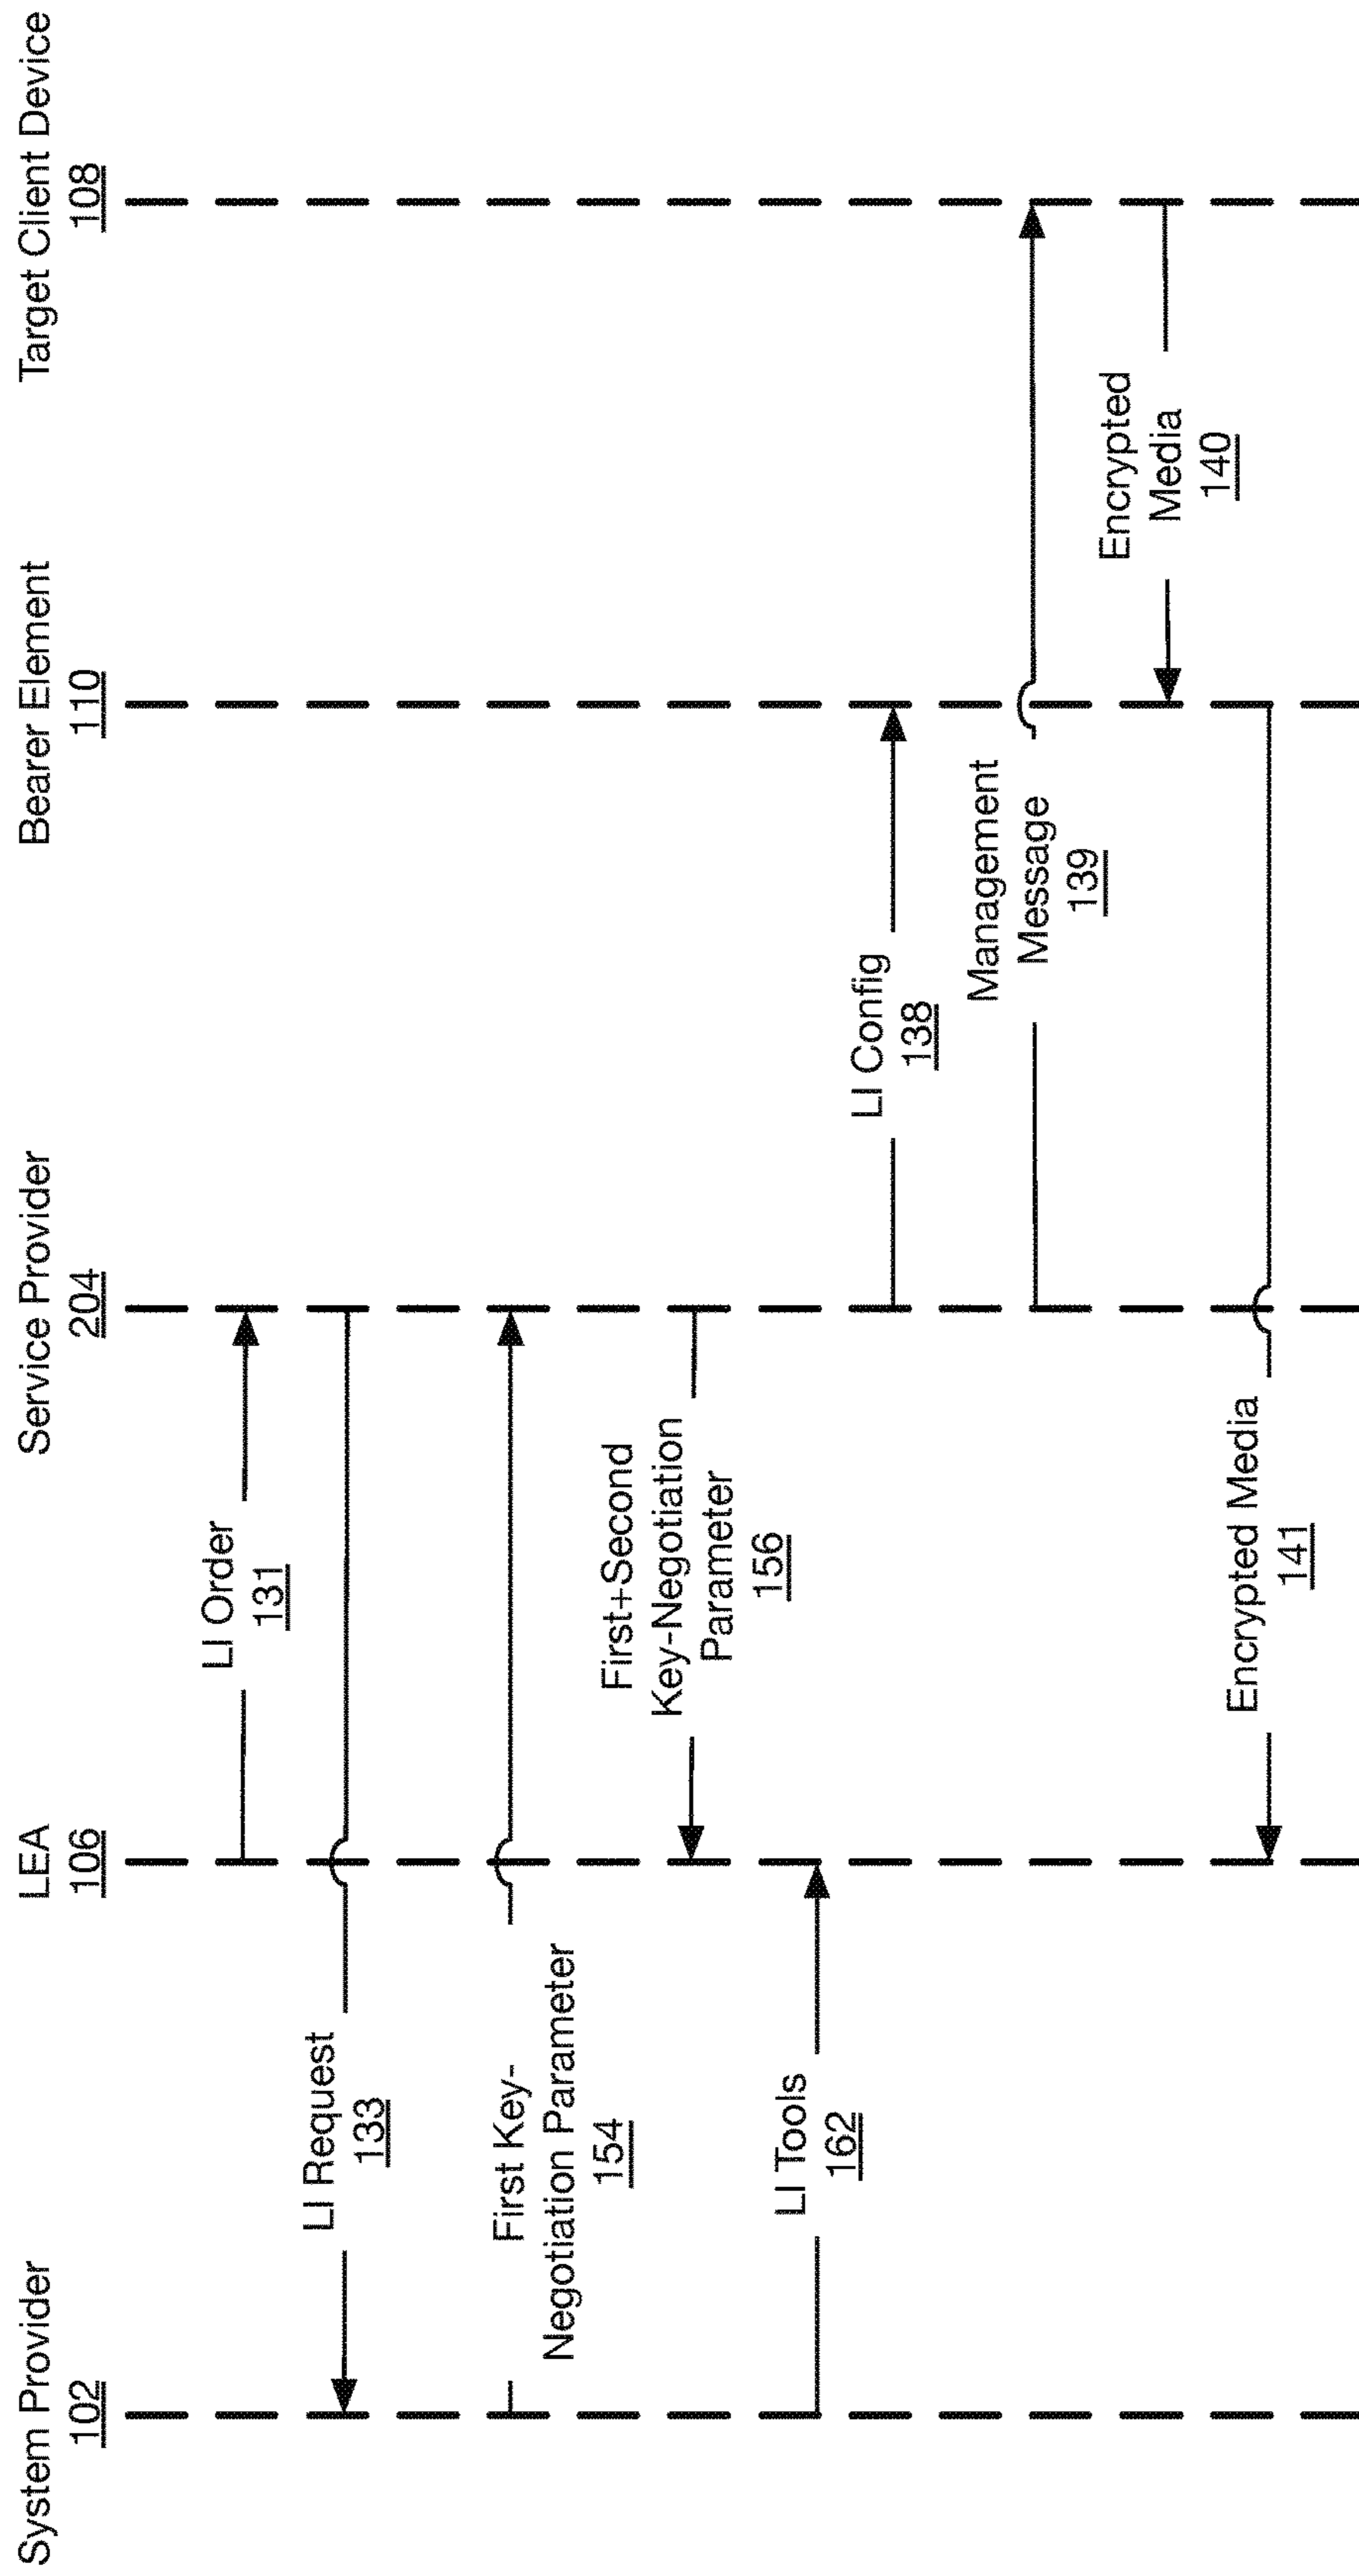 System Provider
102
LEA
106
Service Provider
204
Bearer Element
110
Target Client Device
108
LI Order
131
LI Request
133
First Key-
Negotiation Parameter
154
First+Second
Key-Negotiation
Parameter
156
LI Tools
162
LI Config
138
Management
Message
139
Encrypted
Media
140
Encrypted Media
141